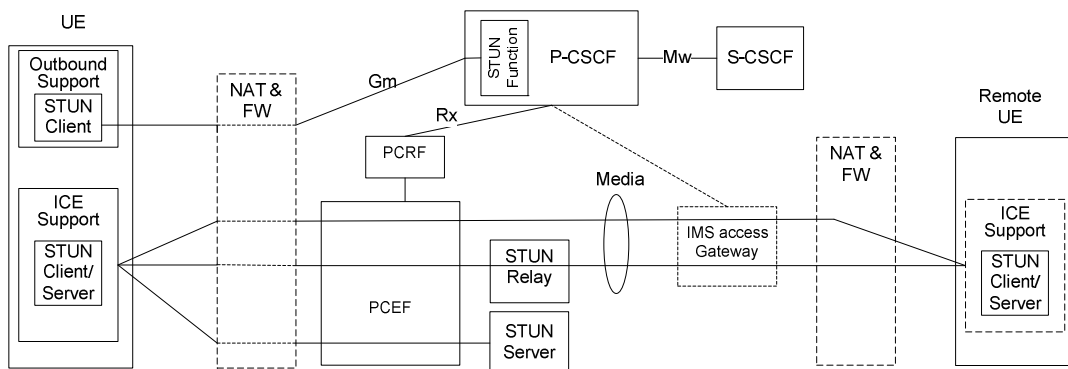 UE
Outbound
Support
STUN
Client
ICE
Support
STUN
Client/
Server
NAT &
FW
Gm
STUN
Function
P-CSCF
Mw
S-CSCF
Rx
PCRF
PCEF
Media
STUN
Relay
STUN
Server
IMS access
Gateway
NAT &
FW
Remote
UE
ICE
Support
STUN
Client/
Server